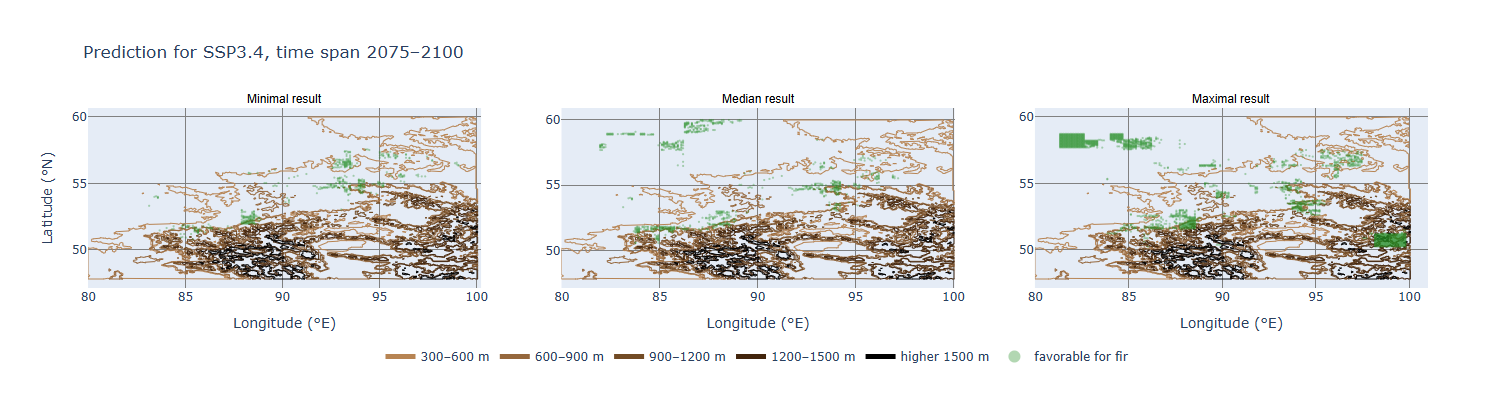 Prediction for SSP3.4, time span 2075–2100
Minimal result
Median result
Maximal result
Latitude (°N)
60
55
50
80
85
90
95
100
Longitude (°E)
60
55
50
80
85
90
95
100
Longitude (°E)
60
55
50
80
85
90
95
100
Longitude (°E)
300–600 m
600–900 m
900–1200 m
1200–1500 m
higher 1500 m
favorable for fir